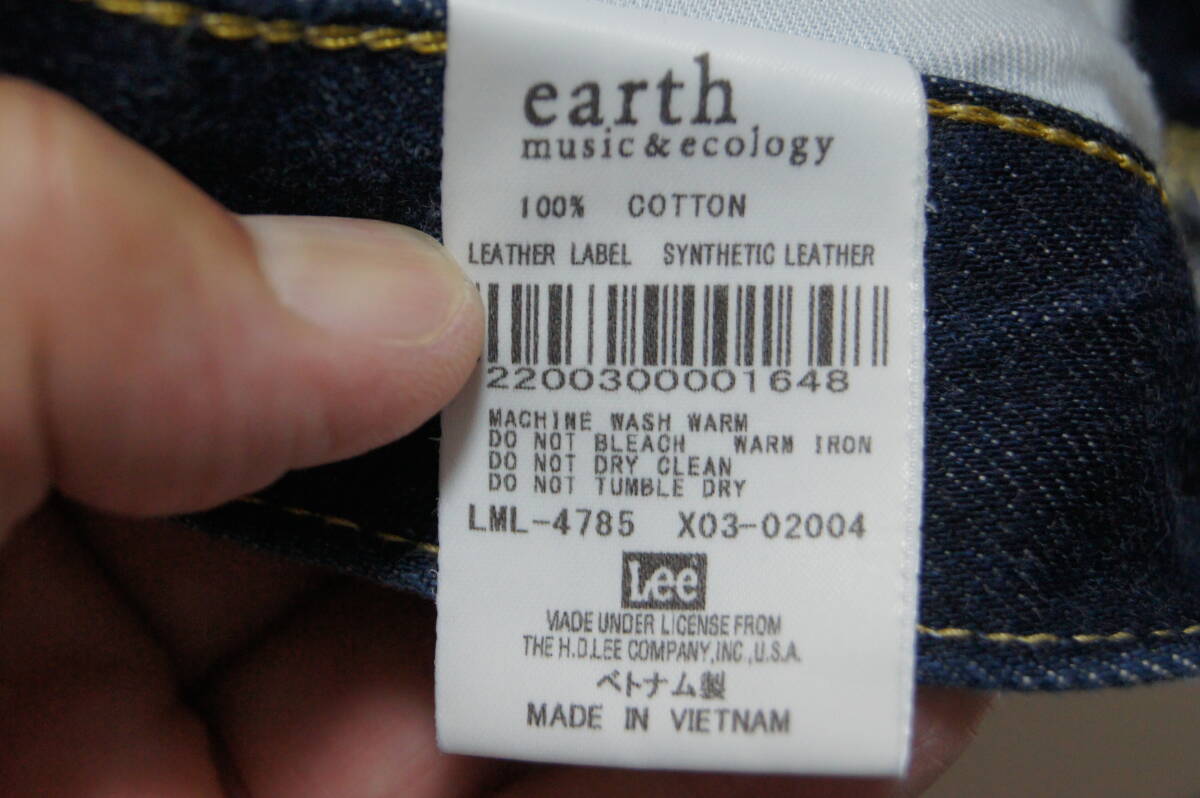 earth
music & ecology
100% COTTON
LEATHER LABEL SYNTHETIC LEATHER
2200300001648
MACHINE WASH WARM
DO NOT BLEACH WARM IRON
DO NOT DRY CLEAN
DO NOT TUMBLE DRY
LML-4785 X03-02004
Lee
MADE UNDER LICENSE FROM
THE H.D.LEE COMPANY,INC,U.S.A.
ベトナム製
MADE IN VIETNAM